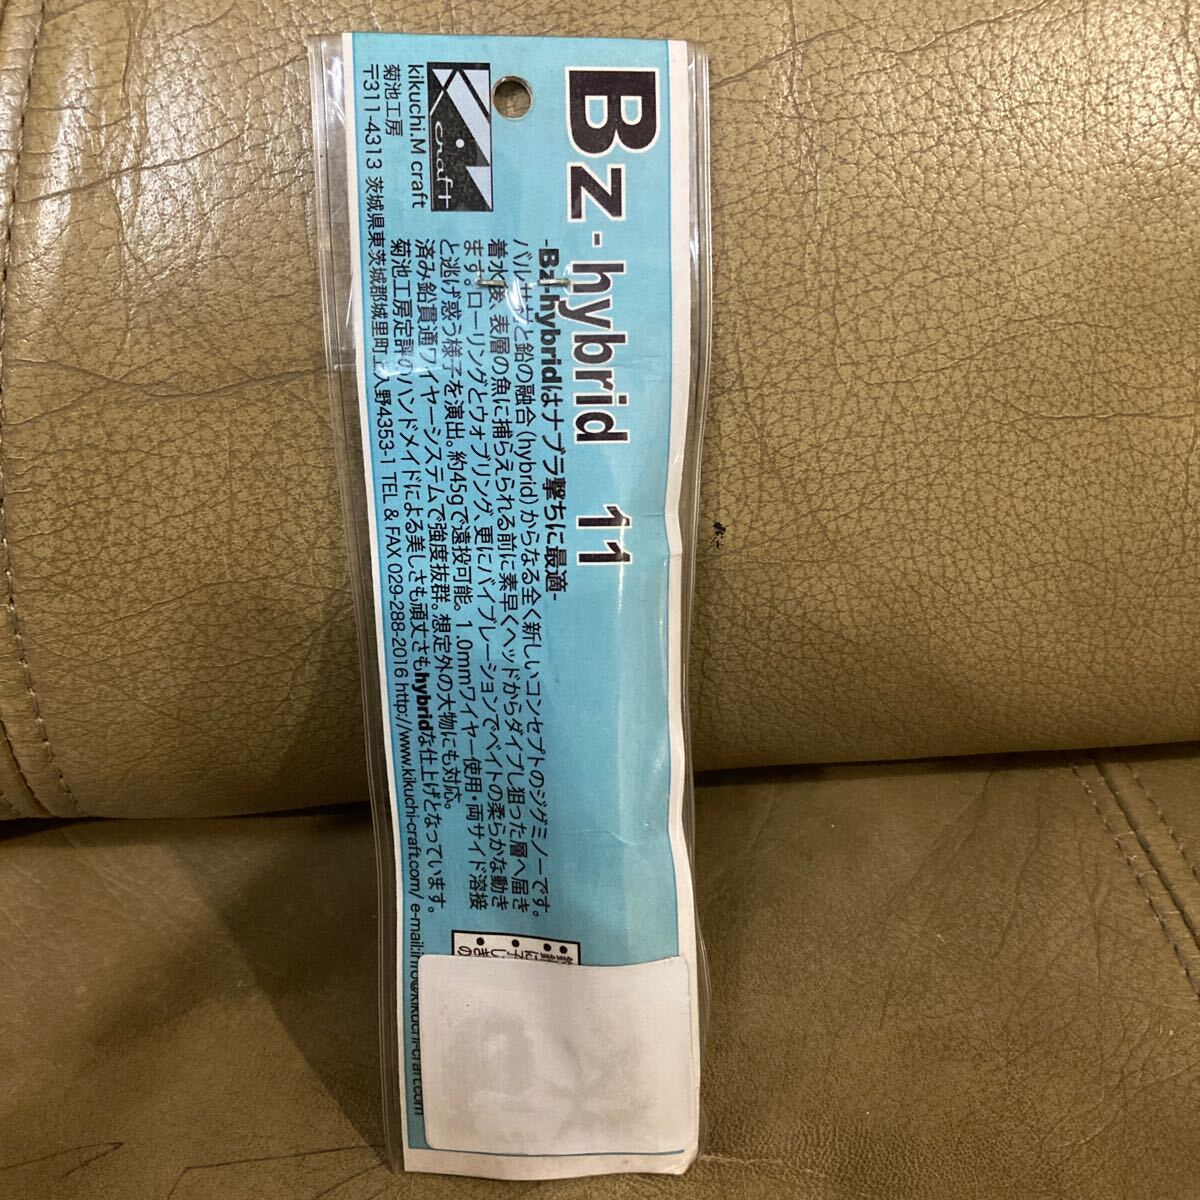 Bz-hybrid 11
-Bz-hybridはナブラ撃ちに最適-
バルサ材と鉛の融合(hybrid)からなる全く新しいコンセプトのジグミノーです。
着水後、表層の魚に捕らえられる前に素早くヘッドからダイブし狙った層へ届き
ます。ローリングとウォブリング、更にバイブレーションでベイトの柔らかな動き
と逃げ惑う様子を演出。約45gで遠投可能。1.0mmワイヤー使用・両サイド溶接
済み鉛貫通ワイヤーシステムで強度抜群。想定外の大物にも対応。
菊池工房定評のハンドメイドによる美しさも頑丈さもhybridな仕上げとなっています。
craft
kikuchi.M craft
菊池工房
〒311-4313 茨城県東茨城郡城里町上入野4353-1 TEL & FAX 029-288-2016 http://www.kikuchi-craft.com/ e-mail:info@kikuchi-craft.com